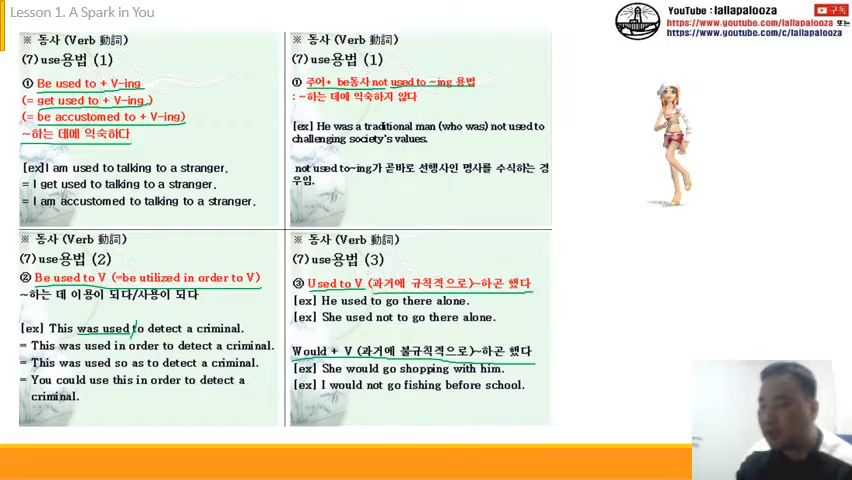 Lesson 1. A Spark in You
YouTube : lallapalooza
구독
https://www.youtube.com/lallapalooza 또는
https://www.youtube.com/c/lallapalooza
※ 동사 (Verb 動詞)
(7) use용법 (1)
① Be used to + V-ing
(= get used to + V-ing )
(= be accustomed to + V-ing)
~하는 데에 익숙하다
[ex]I am used to talking to a stranger.
= I get used to talking to a stranger.
= I am accustomed to talking to a stranger.
※ 동사 (Verb 動詞)
(7) use용법 (1)
① 주어+ be동사 not used to ~ing 용법
: ~하는 데에 익숙하지 않다
[ex] He was a traditional man (who was) not used to
challenging society's values.
not used to~ing가 곧바로 선행사인 명사를 수식하는 경
우임.
※ 동사 (Verb 動詞)
(7) use용법 (2)
② Be used to V (=be utilized in order to V)
~하는 데 이용이 되다/사용이 되다
[ex] This was used to detect a criminal.
= This was used in order to detect a criminal.
= This was used so as to detect a criminal.
= You could use this in order to detect a
criminal.
※ 동사 (Verb 動詞)
(7) use용법 (3)
③ Used to V (과거에 규칙적으로)~하곤 했다
[ex] He used to go there alone.
[ex] She used not to go there alone.
Would + V (과거에 불규칙적으로)~하곤 했다
[ex] She would go shopping with him.
[ex] I would not go fishing before school.